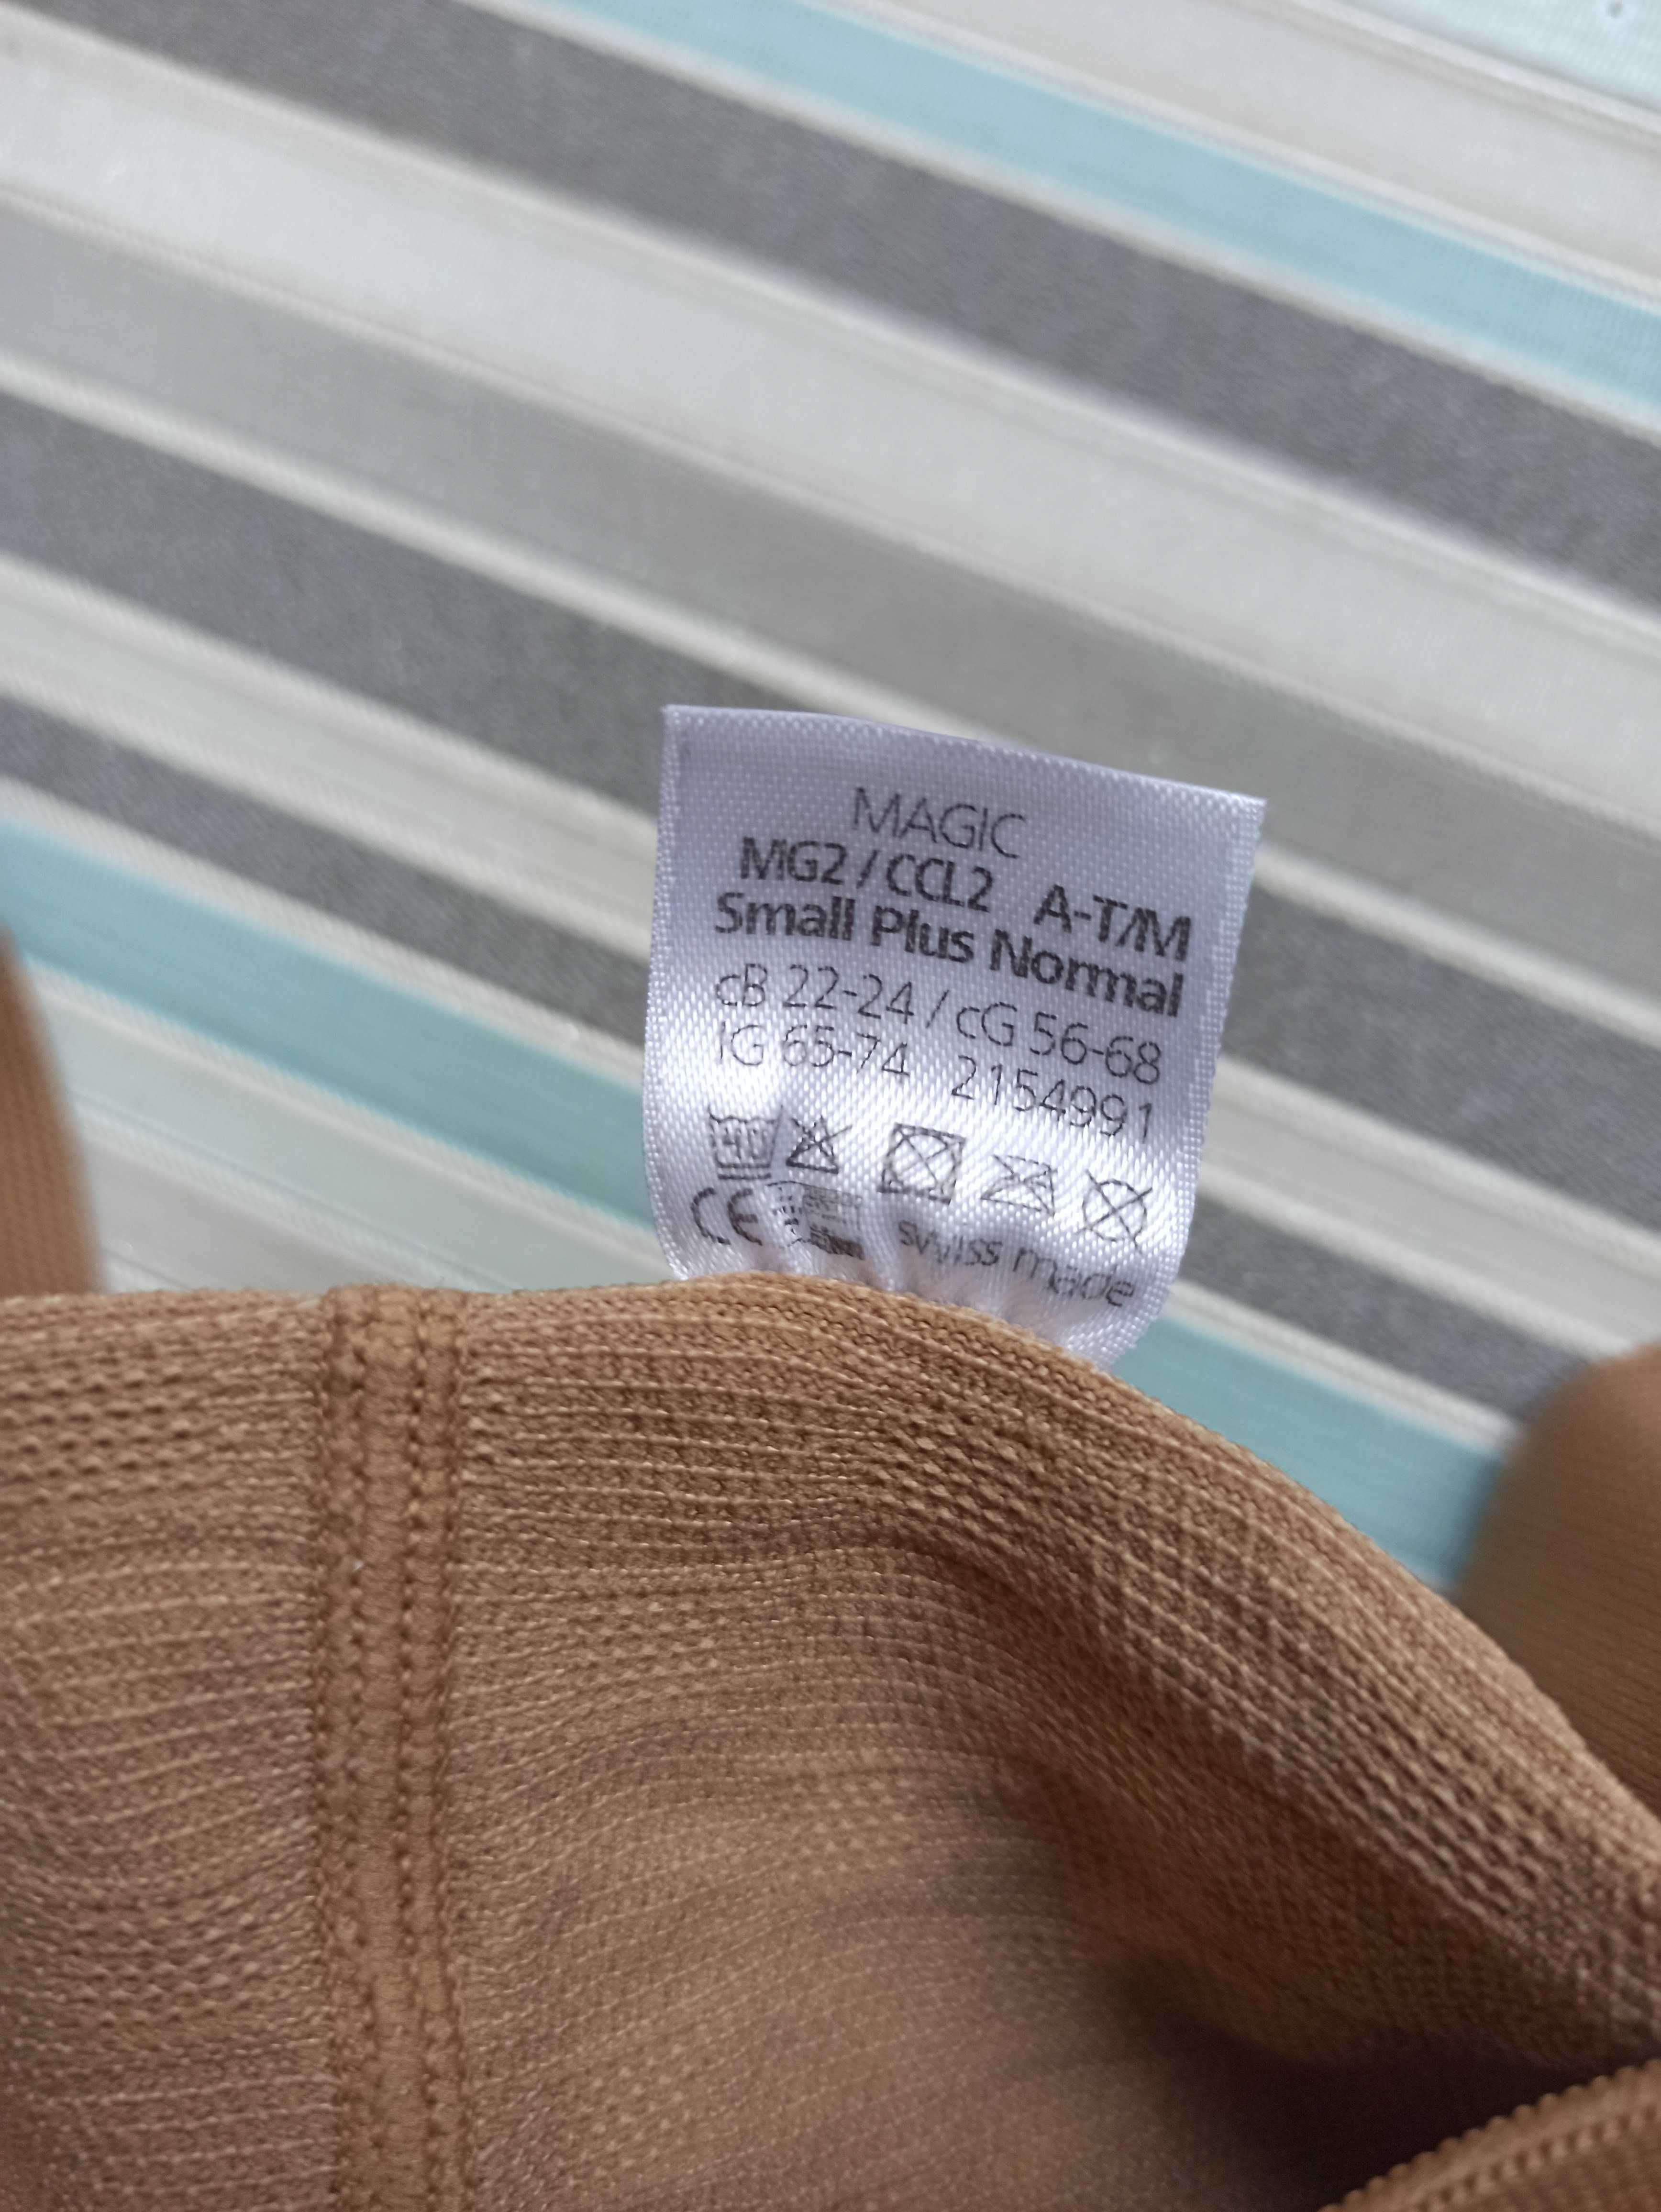 MAGIC
MG2 / CCL2 A-T/M
Small Plus Normal
cB 22-24 / cG 56-68
lG 65-74 2154991
CE swiss made